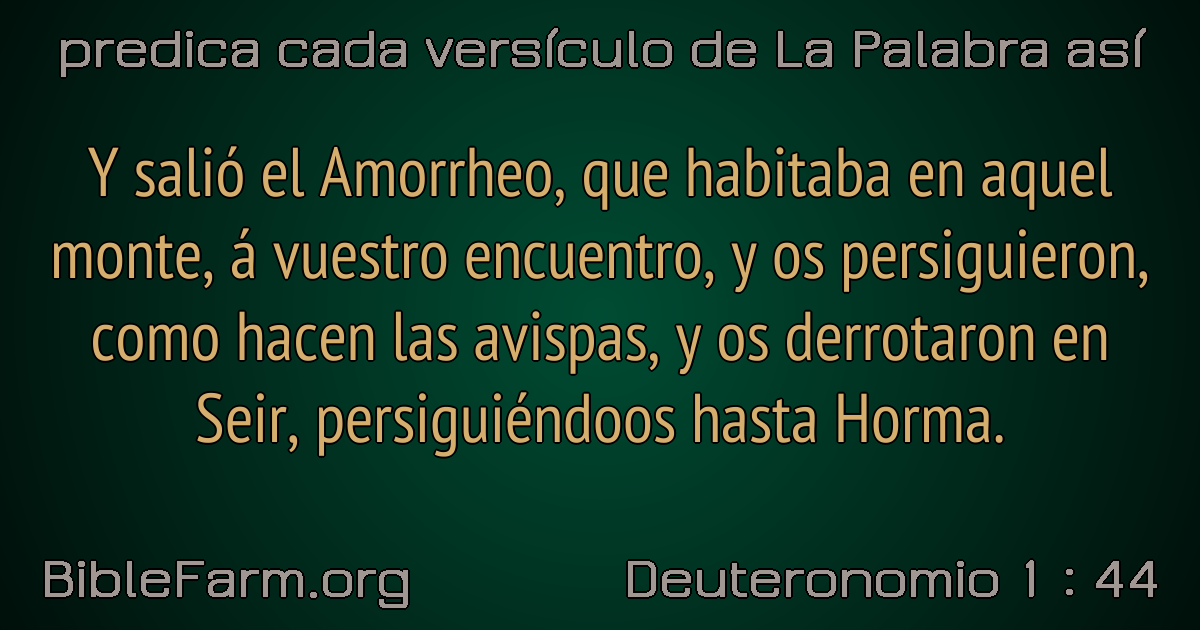 predica cada versículo de La Palabra así
Y salió el Amorrheo, que habitaba en aquel
monte, á vuestro encuentro, y os persiguieron,
como hacen las avispas, y os derrotaron en
Seir, persiguiéndoos hasta Horma.
BibleFarm.org
Deuteronomio 1 : 44